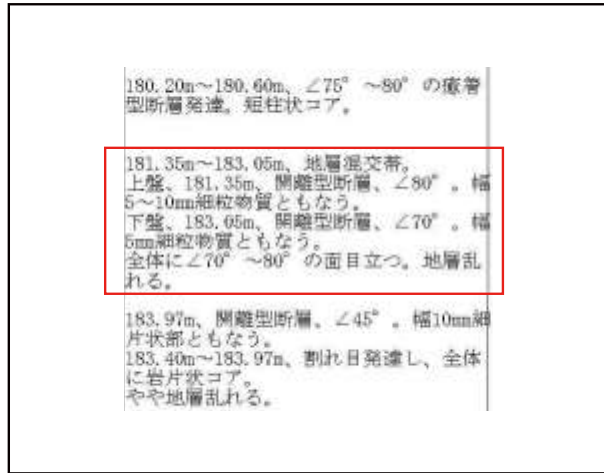 180.20m～180.60m、∠75°～80°の癒着
型断層発達。短柱状コア。
181.35m～183.05m、地層混交帯。
上盤、181.35m、開離型断層、∠80°。幅
5～10mm細粒物質ともなう。
下盤、183.05m、開離型断層、∠70°。幅
5mm細粒物質ともなう。
全体に∠70°～80°の面目立つ。地層乱
れる。
183.97m、開離型断層、∠45°。幅10mm細
片状部ともなう。
183.40m～183.97m、割れ目発達し、全体
に岩片状コア。
やや地層乱れる。